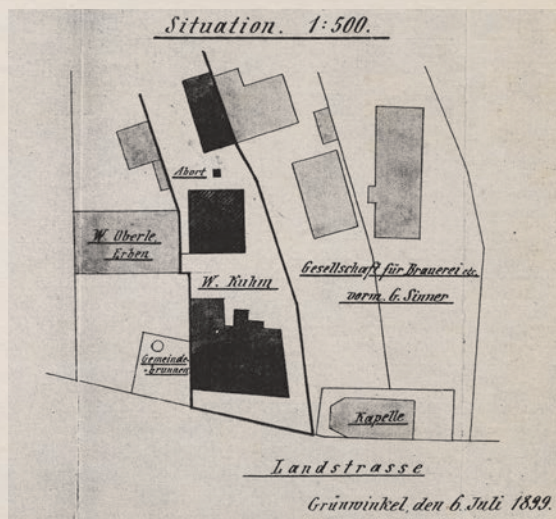 Situation. 1:500.
Abort
W. Oberle,
Erben
W. Kuhm
Gesellschaft für Brauerei etc.
vorm. G. Sinner
Gemeinde-
-brunnen
Kapelle
Landstrasse
Grünwinkel, den 6. Juli 1899.